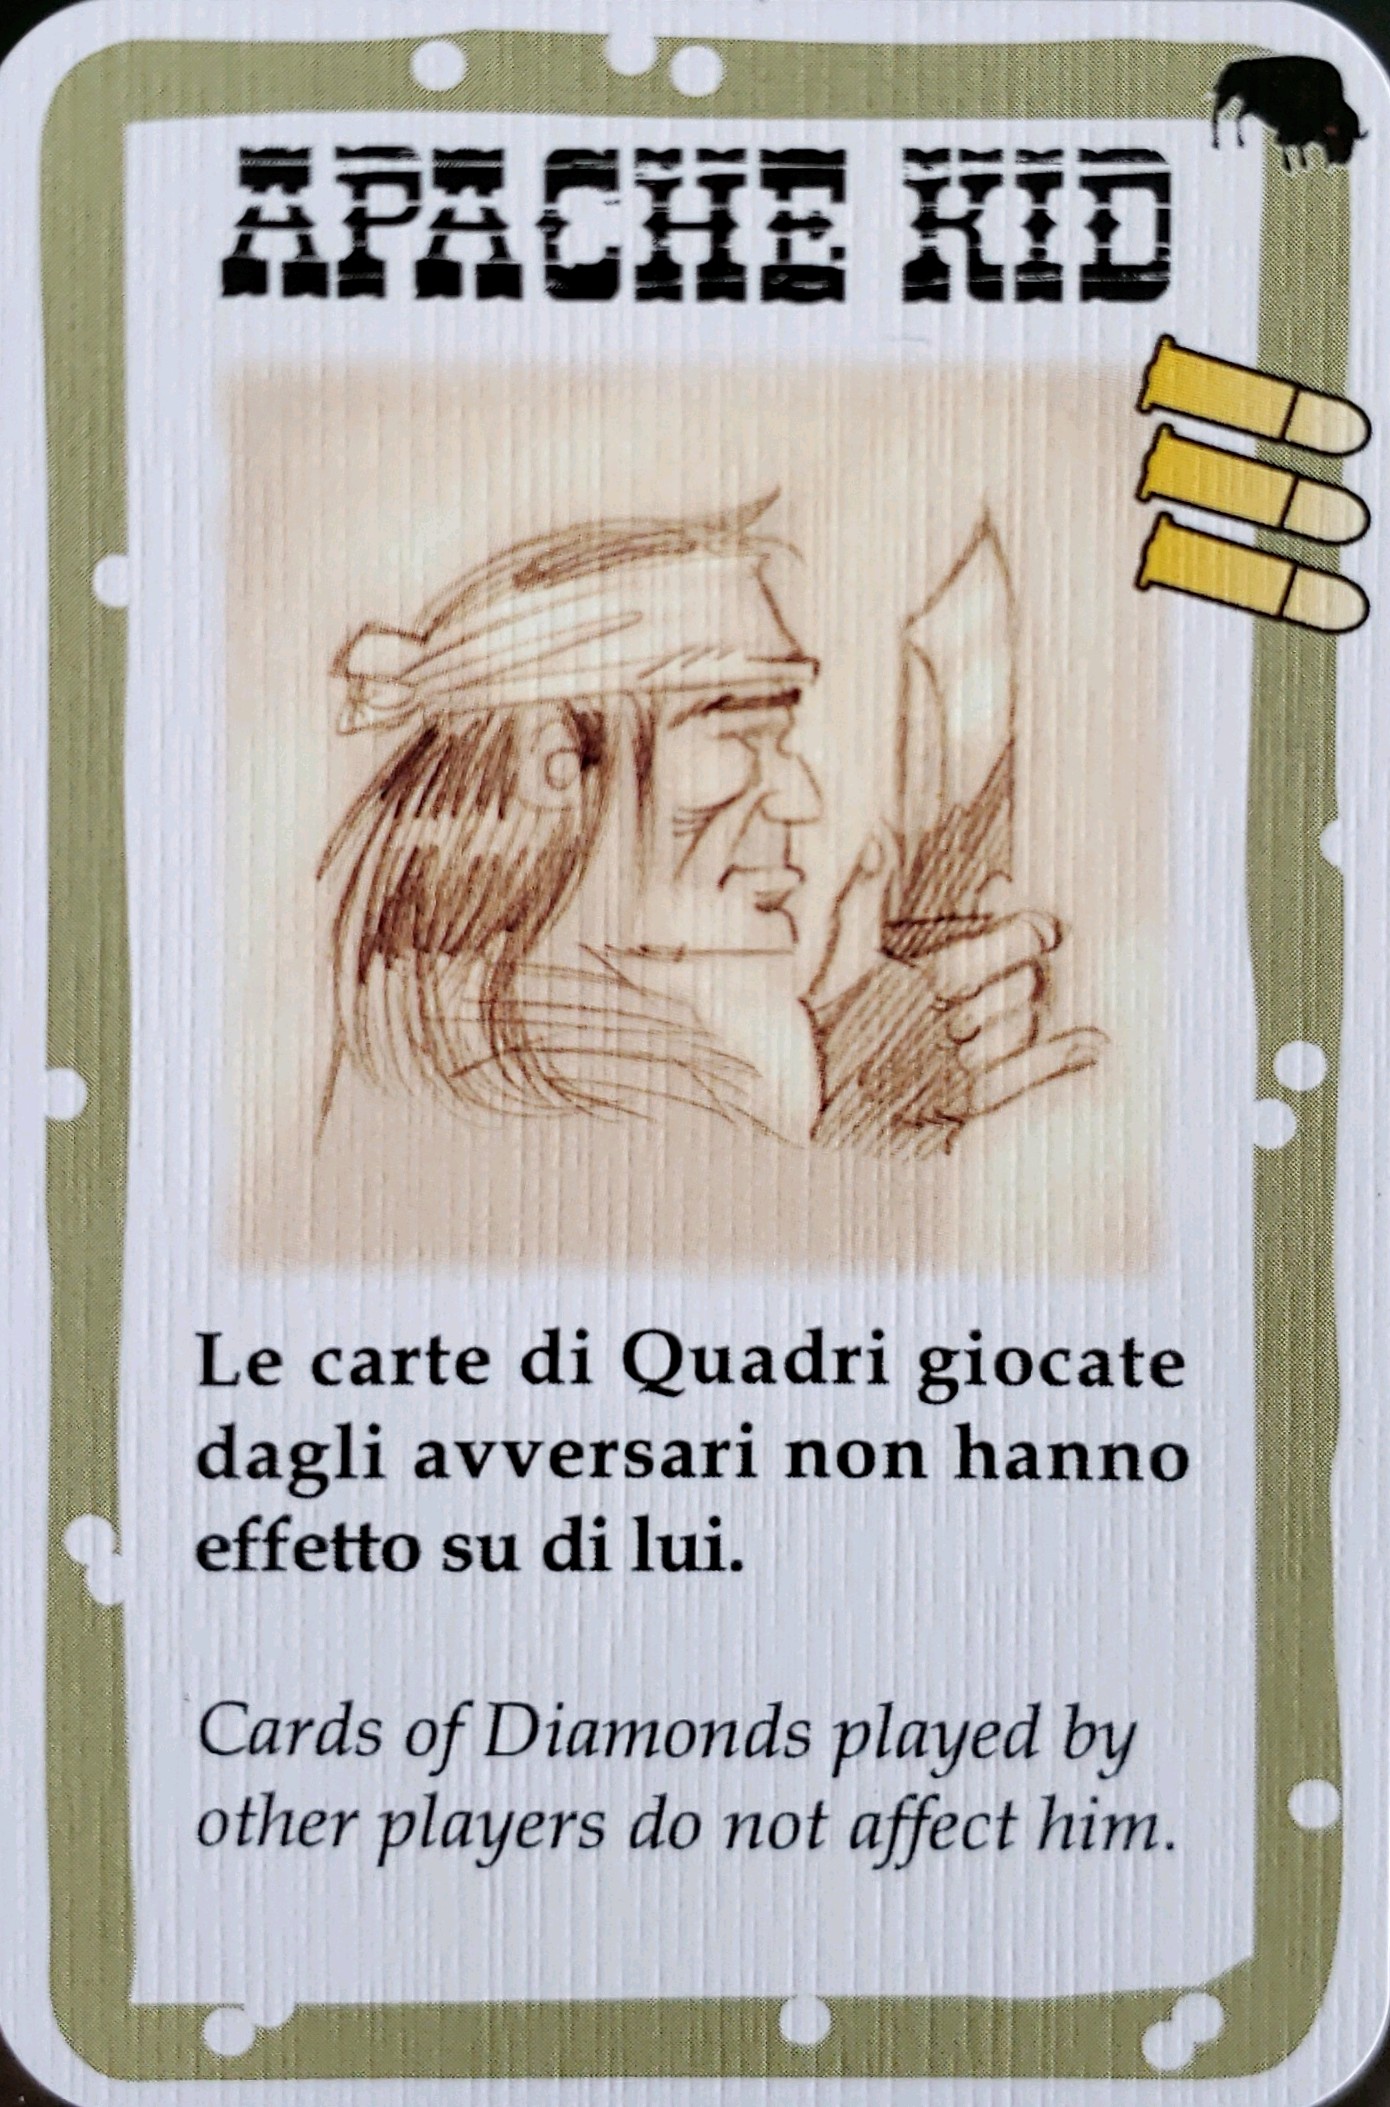 APACHE KID
Le carte di Quadri giocate
dagli avversari non hanno
effetto su di lui.
Cards of Diamonds played by
other players do not affect him.